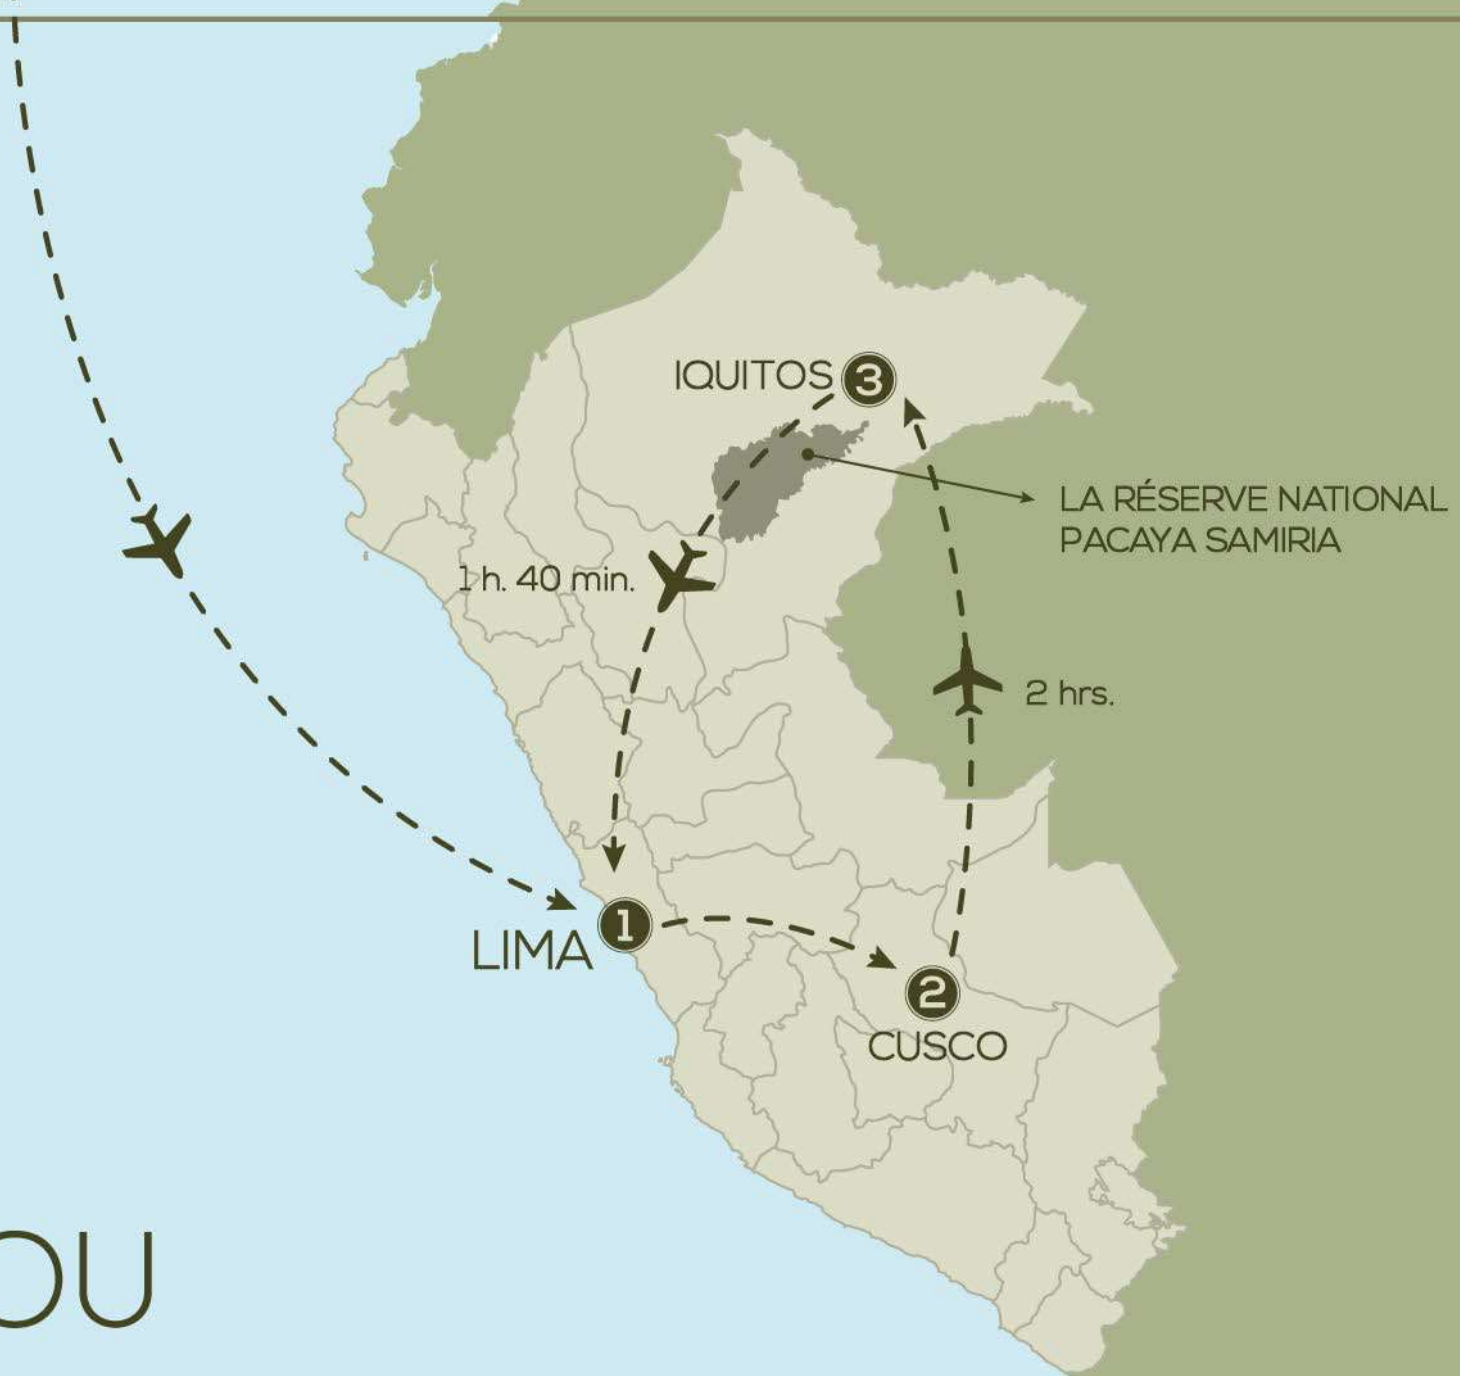 IQUITOS 3
LA RÉSERVE NATIONAL
PACAYA SAMIRIA
1 h. 40 min.
2 hrs.
1
LIMA
2
CUSCO
OU